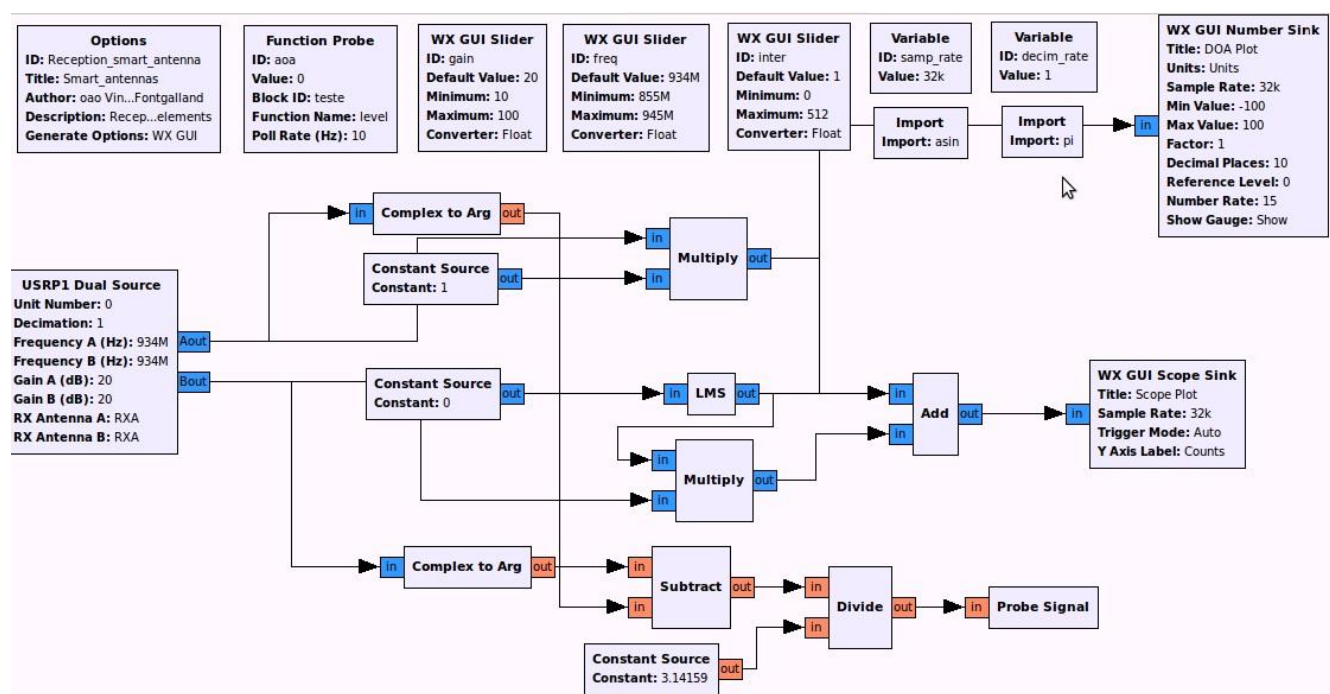 Options
ID: Reception_smart_antenna
Title: Smart_antennas
Author: oao Vin...Fontgalland
Description: Recep...elements
Generate Options: WX GUI
Function Probe
ID: aoa
Value: 0
Block ID: teste
Function Name: level
Poll Rate (Hz): 10
WX GUI Slider
ID: gain
Default Value: 20
Minimum: 10
Maximum: 100
Converter: Float
WX GUI Slider
ID: freq
Default Value: 934M
Minimum: 855M
Maximum: 945M
Converter: Float
WX GUI Slider
ID: inter
Default Value: 1
Minimum: 0
Maximum: 512
Converter: Float
Variable
ID: samp_rate
Value: 32k
Variable
ID: decim_rate
Value: 1
Import
Import: asin
Import
Import: pi
in
WX GUI Number Sink
Title: DOA Plot
Units: Units
Sample Rate: 32k
Min Value: -100
Max Value: 100
Factor: 1
Decimal Places: 10
Reference Level: 0
Number Rate: 15
Show Gauge: Show
in
Complex to Arg
out
Constant Source
Constant: 1
out
in
in
Multiply
out
USRP1 Dual Source
Unit Number: 0
Decimation: 1
Frequency A (Hz): 934M
Frequency B (Hz): 934M
Gain A (dB): 20
Gain B (dB): 20
RX Antenna A: RXA
RX Antenna B: RXA
Aout
Bout
Constant Source
Constant: 0
out
in
LMS
out
in
in
Multiply
out
in
in
Add
out
in
WX GUI Scope Sink
Title: Scope Plot
Sample Rate: 32k
Trigger Mode: Auto
Y Axis Label: Counts
in
Complex to Arg
out
in
in
Subtract
out
Constant Source
Constant: 3.14159
out
in
in
Divide
out
in
Probe Signal